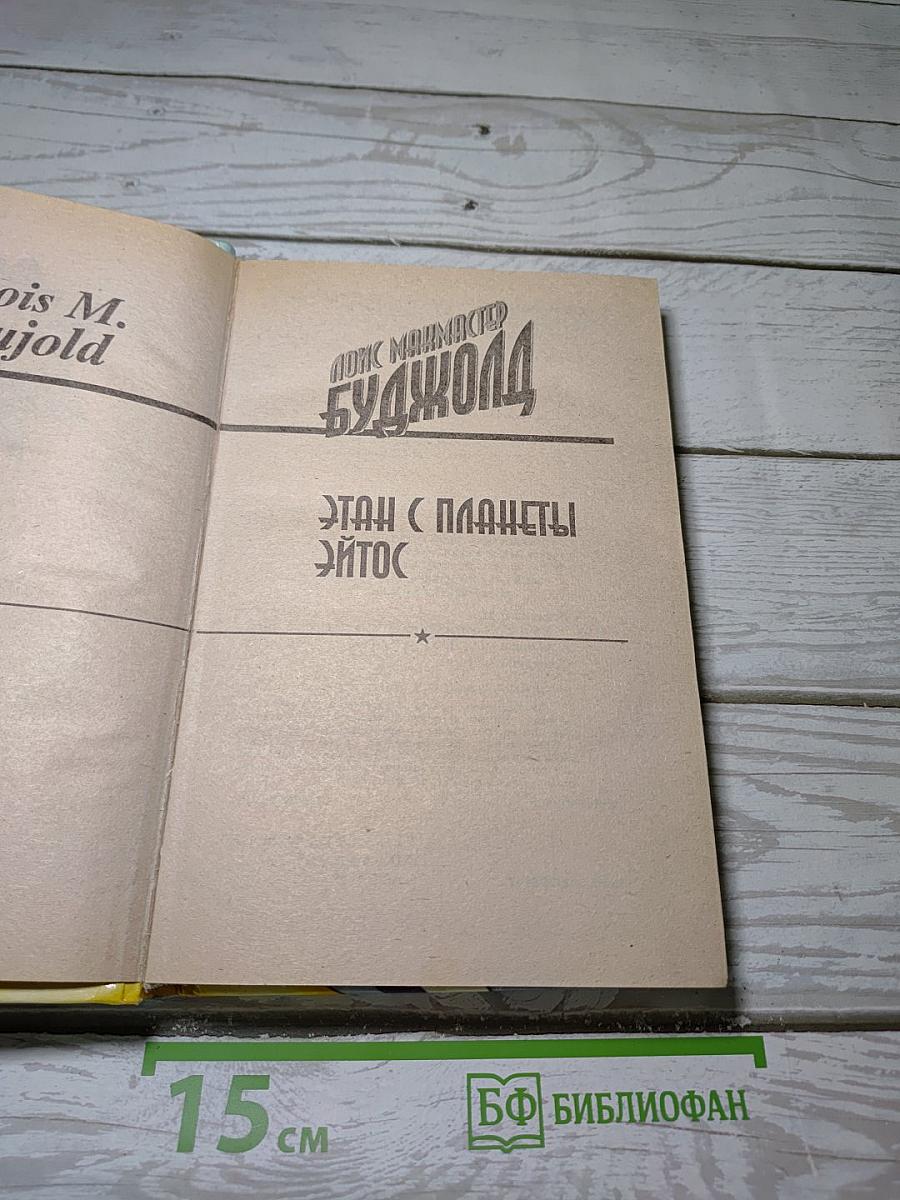 ois M.
ujold
ЛОИС МАКМАСТЕР
БУДЖОЛД
ЭТАН С ПЛАНЕТЫ
ЭЙТОС
15 СМ
БФ БИБЛИОФАН